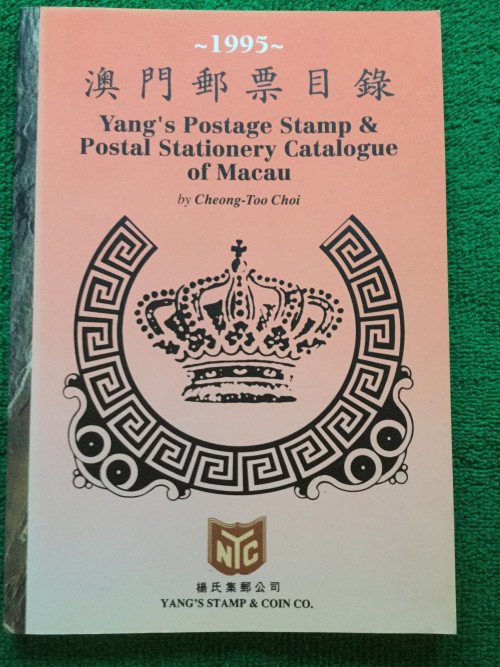 ~1995~
澳門郵票目錄
Yang's Postage Stamp &
Postal Stationery Catalogue
of Macau
by Cheong-Too Choi
NYC
楊氏集郵公司
YANG'S STAMP & COIN CO.